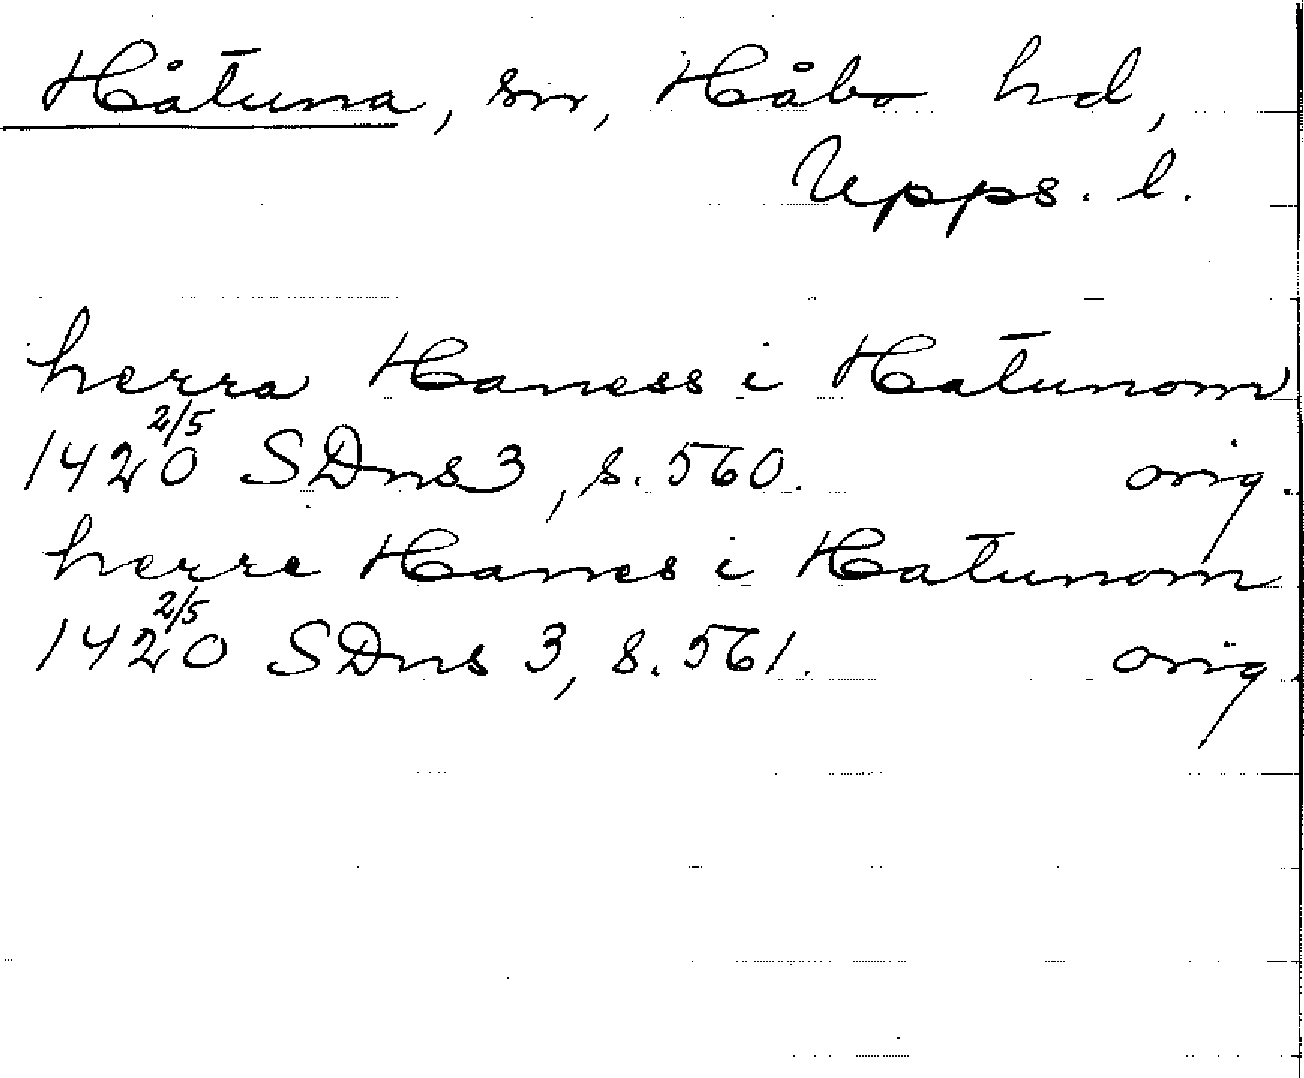 Håtuna, sn, Håbo hd,
Upps. l.
herra Haness i Hatunom
1420 2/5 SDns 3, s. 560. orig.
herre Hanes i Hatunom
1420 2/5 SDns 3, s. 561. orig.